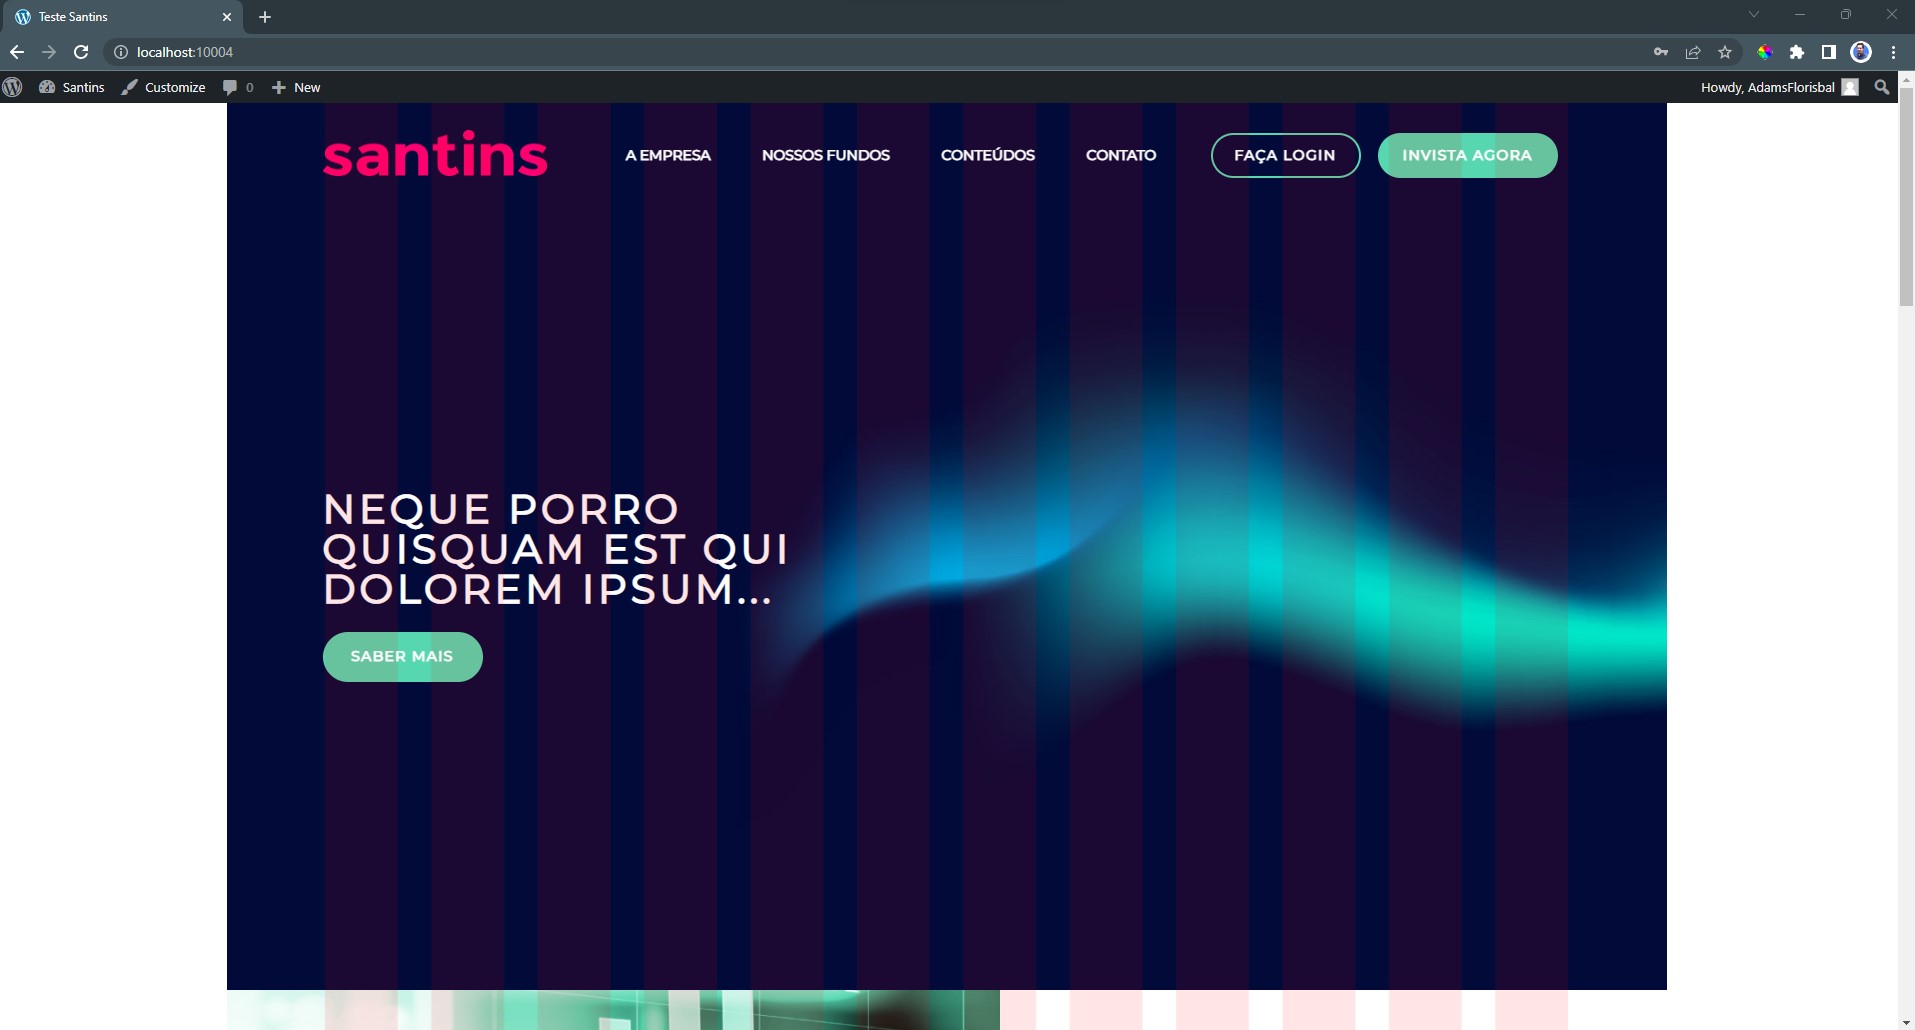 Teste Santins
localhost:10004
Santins
Customize
0
New
Howdy, AdamsFlorisbal
santins
A EMPRESA
NOSSOS FUNDOS
CONTEÚDOS
CONTATO
FAÇA LOGIN
INVISTA AGORA
NEQUE PORRO
QUISQUAM EST QUI
DOLOREM IPSUM...
SABER MAIS